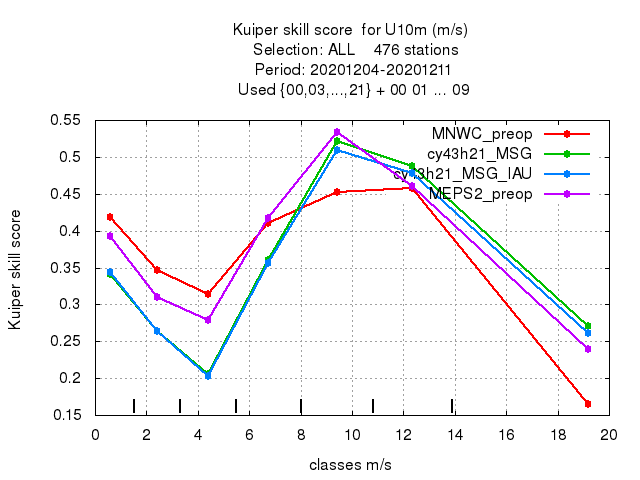 Kuiper skill score  for U10m (m/s)
Selection: ALL    476 stations
Period: 20201204-20201211
Used {00,03,...,21} + 00 01 ... 09
0.55
0.5
0.45
0.4
0.35
0.3
0.25
0.2
0.15
Kuiper skill score
MNWC_preop
cy43h21_MSG
cy43h21_MSG_IAU
MEPS2_preop
0 2 4 6 8 10 12 14 16 18 20
classes m/s